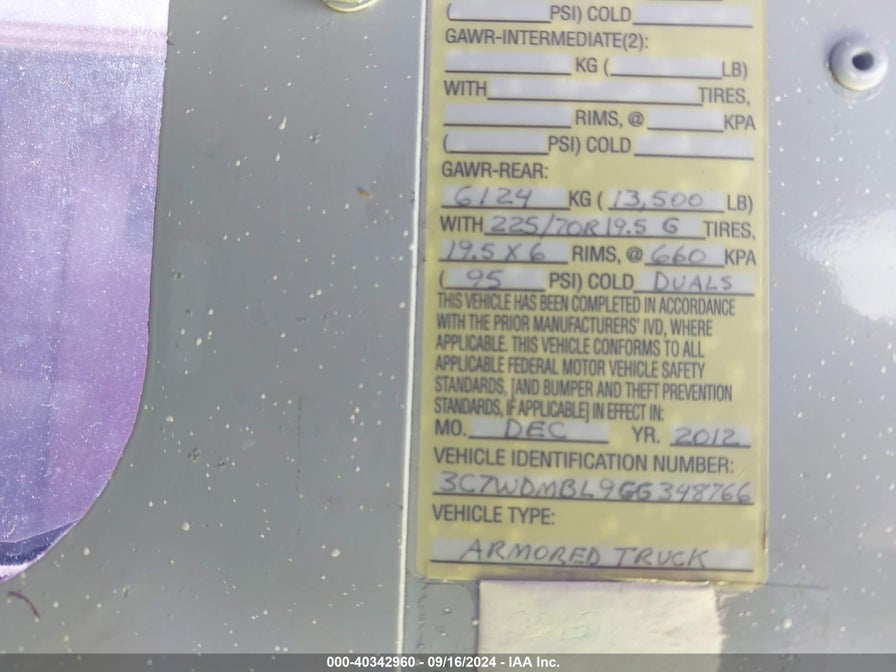 ( PSI) COLD
GAWR-INTERMEDIATE(2):
KG ( LB)
WITH TIRES,
RIMS, @ KPA
( PSI) COLD
GAWR-REAR:
6124 KG ( 13,500 LB)
WITH 225/70R19.5 G TIRES,
19.5 X 6 RIMS, @ 660 KPA
( 95 PSI) COLD DUALS
THIS VEHICLE HAS BEEN COMPLETED IN ACCORDANCE
WITH THE PRIOR MANUFACTURERS' IVD, WHERE
APPLICABLE. THIS VEHICLE CONFORMS TO ALL
APPLICABLE FEDERAL MOTOR VEHICLE SAFETY
STANDARDS, [AND BUMPER AND THEFT PREVENTION
STANDARDS, IF APPLICABLE] IN EFFECT IN:
MO. DEC YR. 2012
VEHICLE IDENTIFICATION NUMBER:
3C7WDMBL9GG348766
VEHICLE TYPE:
ARMORED TRUCK
000-40342960 - 09/16/2024 - IAA Inc.